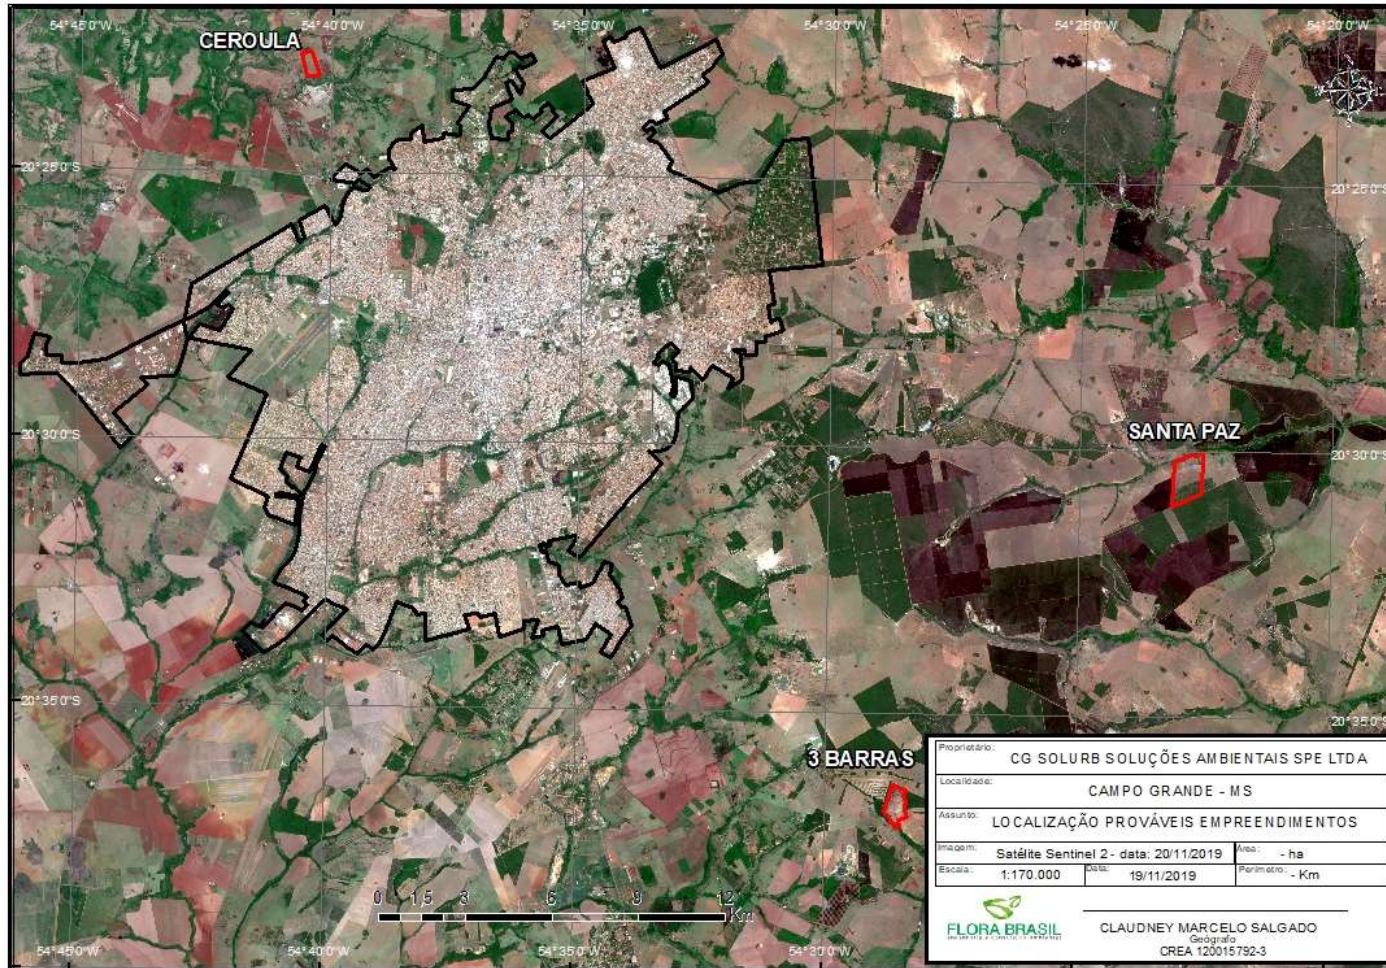 54°45'0"W 54°40'0"W 54°35'0"W 54°30'0"W 54°25'0"W 54°20'0"W
CEROULA
20°25'0"S 20°25'0"S
SANTA PAZ
20°30'0"S 20°30'0"S
20°35'0"S 20°35'0"S
3 BARRAS
Proprietário: CG SOLURB SOLUÇÕES AMBIENTAIS SPE LTDA
Localidade: CAMPO GRANDE - MS
Assunto: LOCALIZAÇÃO PROVÁVEIS EMPREENDIMENTOS
Imagem: Satélite Sentinel 2 - data: 20/11/2019 Área: - ha
Escala: 1:170.000 Data: 19/11/2019 Perímetro: - Km
0 1,5 3 6 9 12
Km
FLORA BRASIL
CLAUDNEY MARCELO SALGADO
Geógrafo
CREA 120015792-3
54°45'0"W 54°40'0"W 54°35'0"W 54°30'0"W